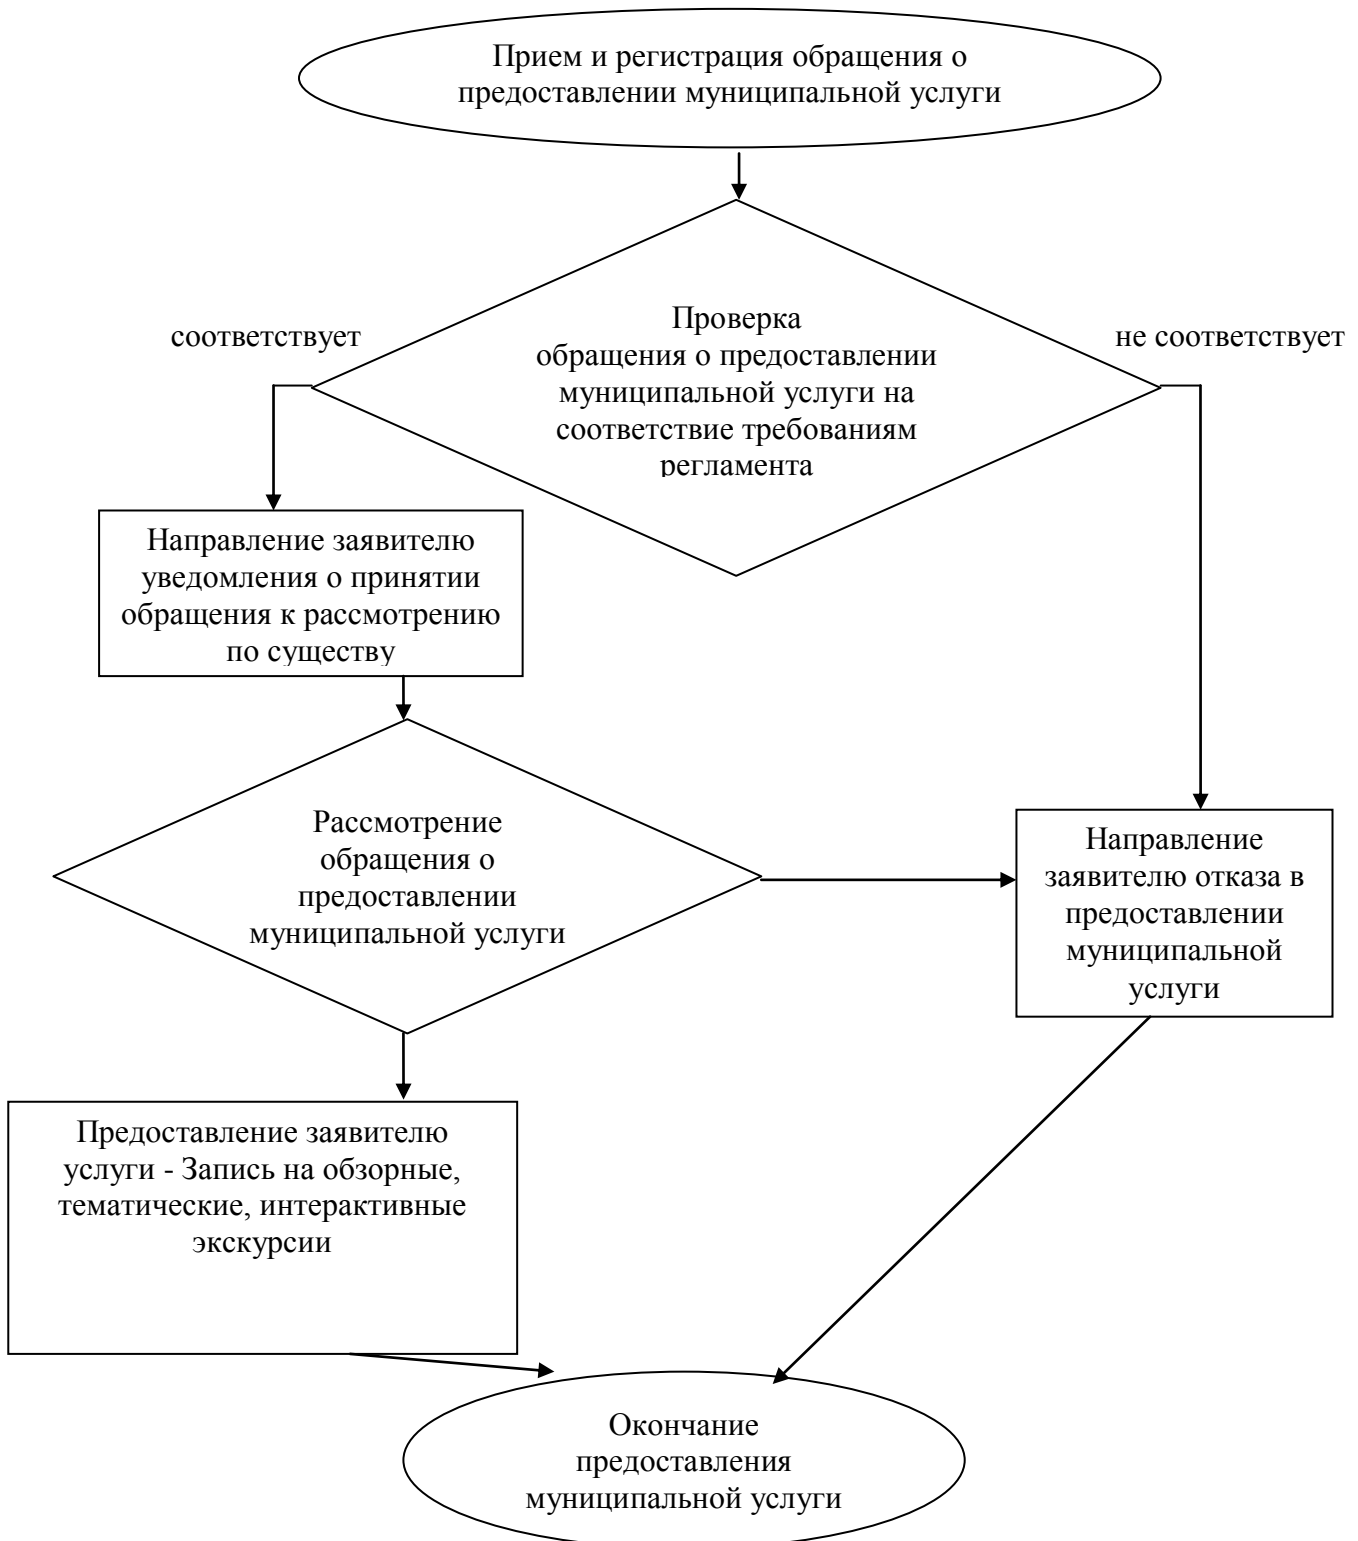 Прием и регистрация обращения о
предоставлении муниципальной услуги
соответствует
Проверка
обращения о предоставлении
муниципальной услуги на
соответствие требованиям
регламента
не соответствует
Направление заявителю
уведомления о принятии
обращения к рассмотрению
по существу
Рассмотрение
обращения о
предоставлении
муниципальной услуги
Направление
заявителю отказа в
предоставлении
муниципальной
услуги
Предоставление заявителю
услуги - Запись на обзорные,
тематические, интерактивные
экскурсии
Окончание
предоставления
муниципальной услуги